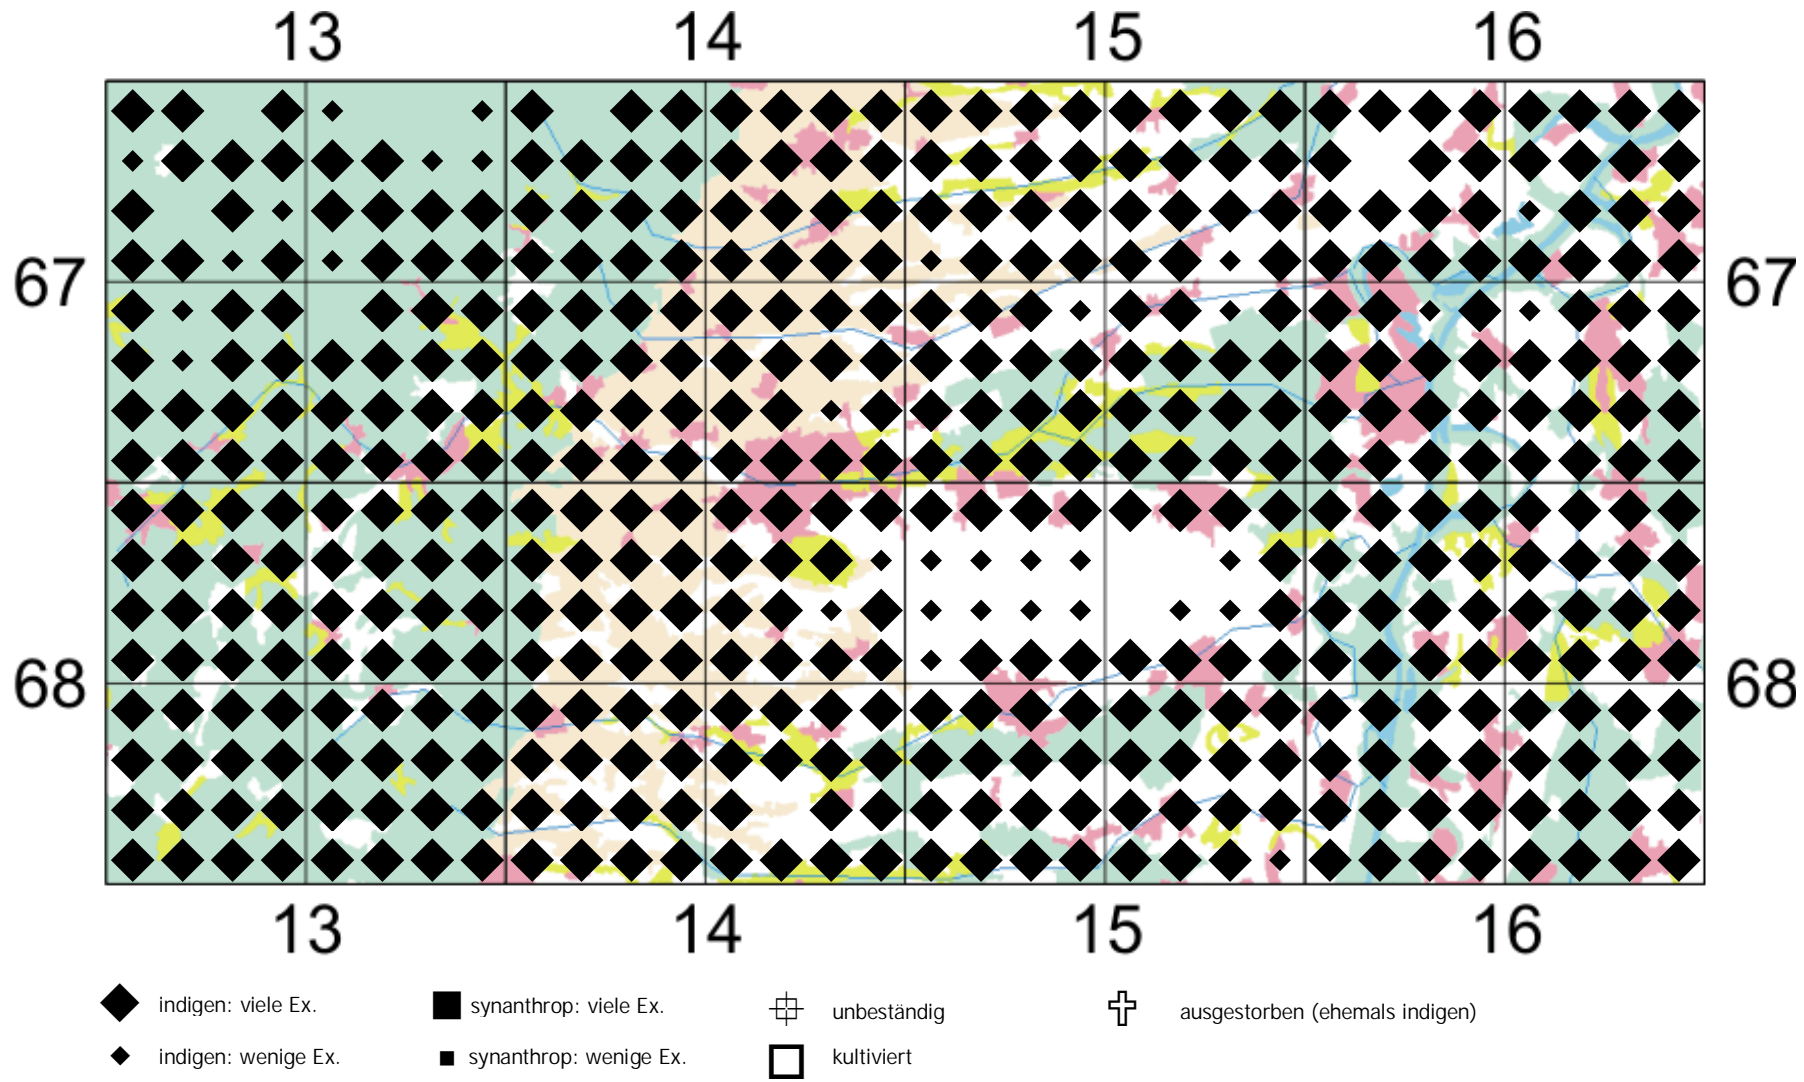 13 14 15 16
67 67
68 68
13 14 15 16
indigen: viele Ex. synanthrop: viele Ex. unbeständig ausgestorben (ehemals indigen)
indigen: wenige Ex. synanthrop: wenige Ex. kultiviert